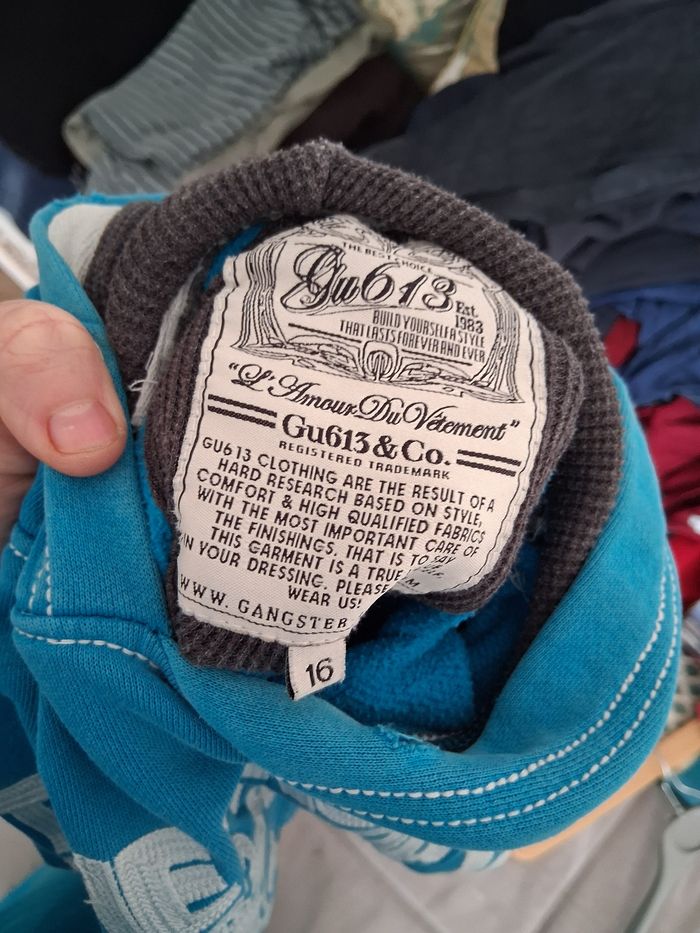 THE BEST CHOICE
Gu613 Est.
1983
BUILD YOURSELF A STYLE
THAT LASTS FOREVER AND EVER
"L'Amour Du Vêtement"
Gu613 & Co.
REGISTERED TRADEMARK
GU613 CLOTHING ARE THE RESULT OF A
HARD RESEARCH BASED ON STYLE,
COMFORT & HIGH QUALIFIED FABRICS
WITH THE MOST IMPORTANT CARE OF
THE FINISHINGS, THAT IS TO SAY
THIS GARMENT IS A TRUE
IN YOUR DRESSING, PLEASE
WEAR US!
WWW. GANGSTER
16